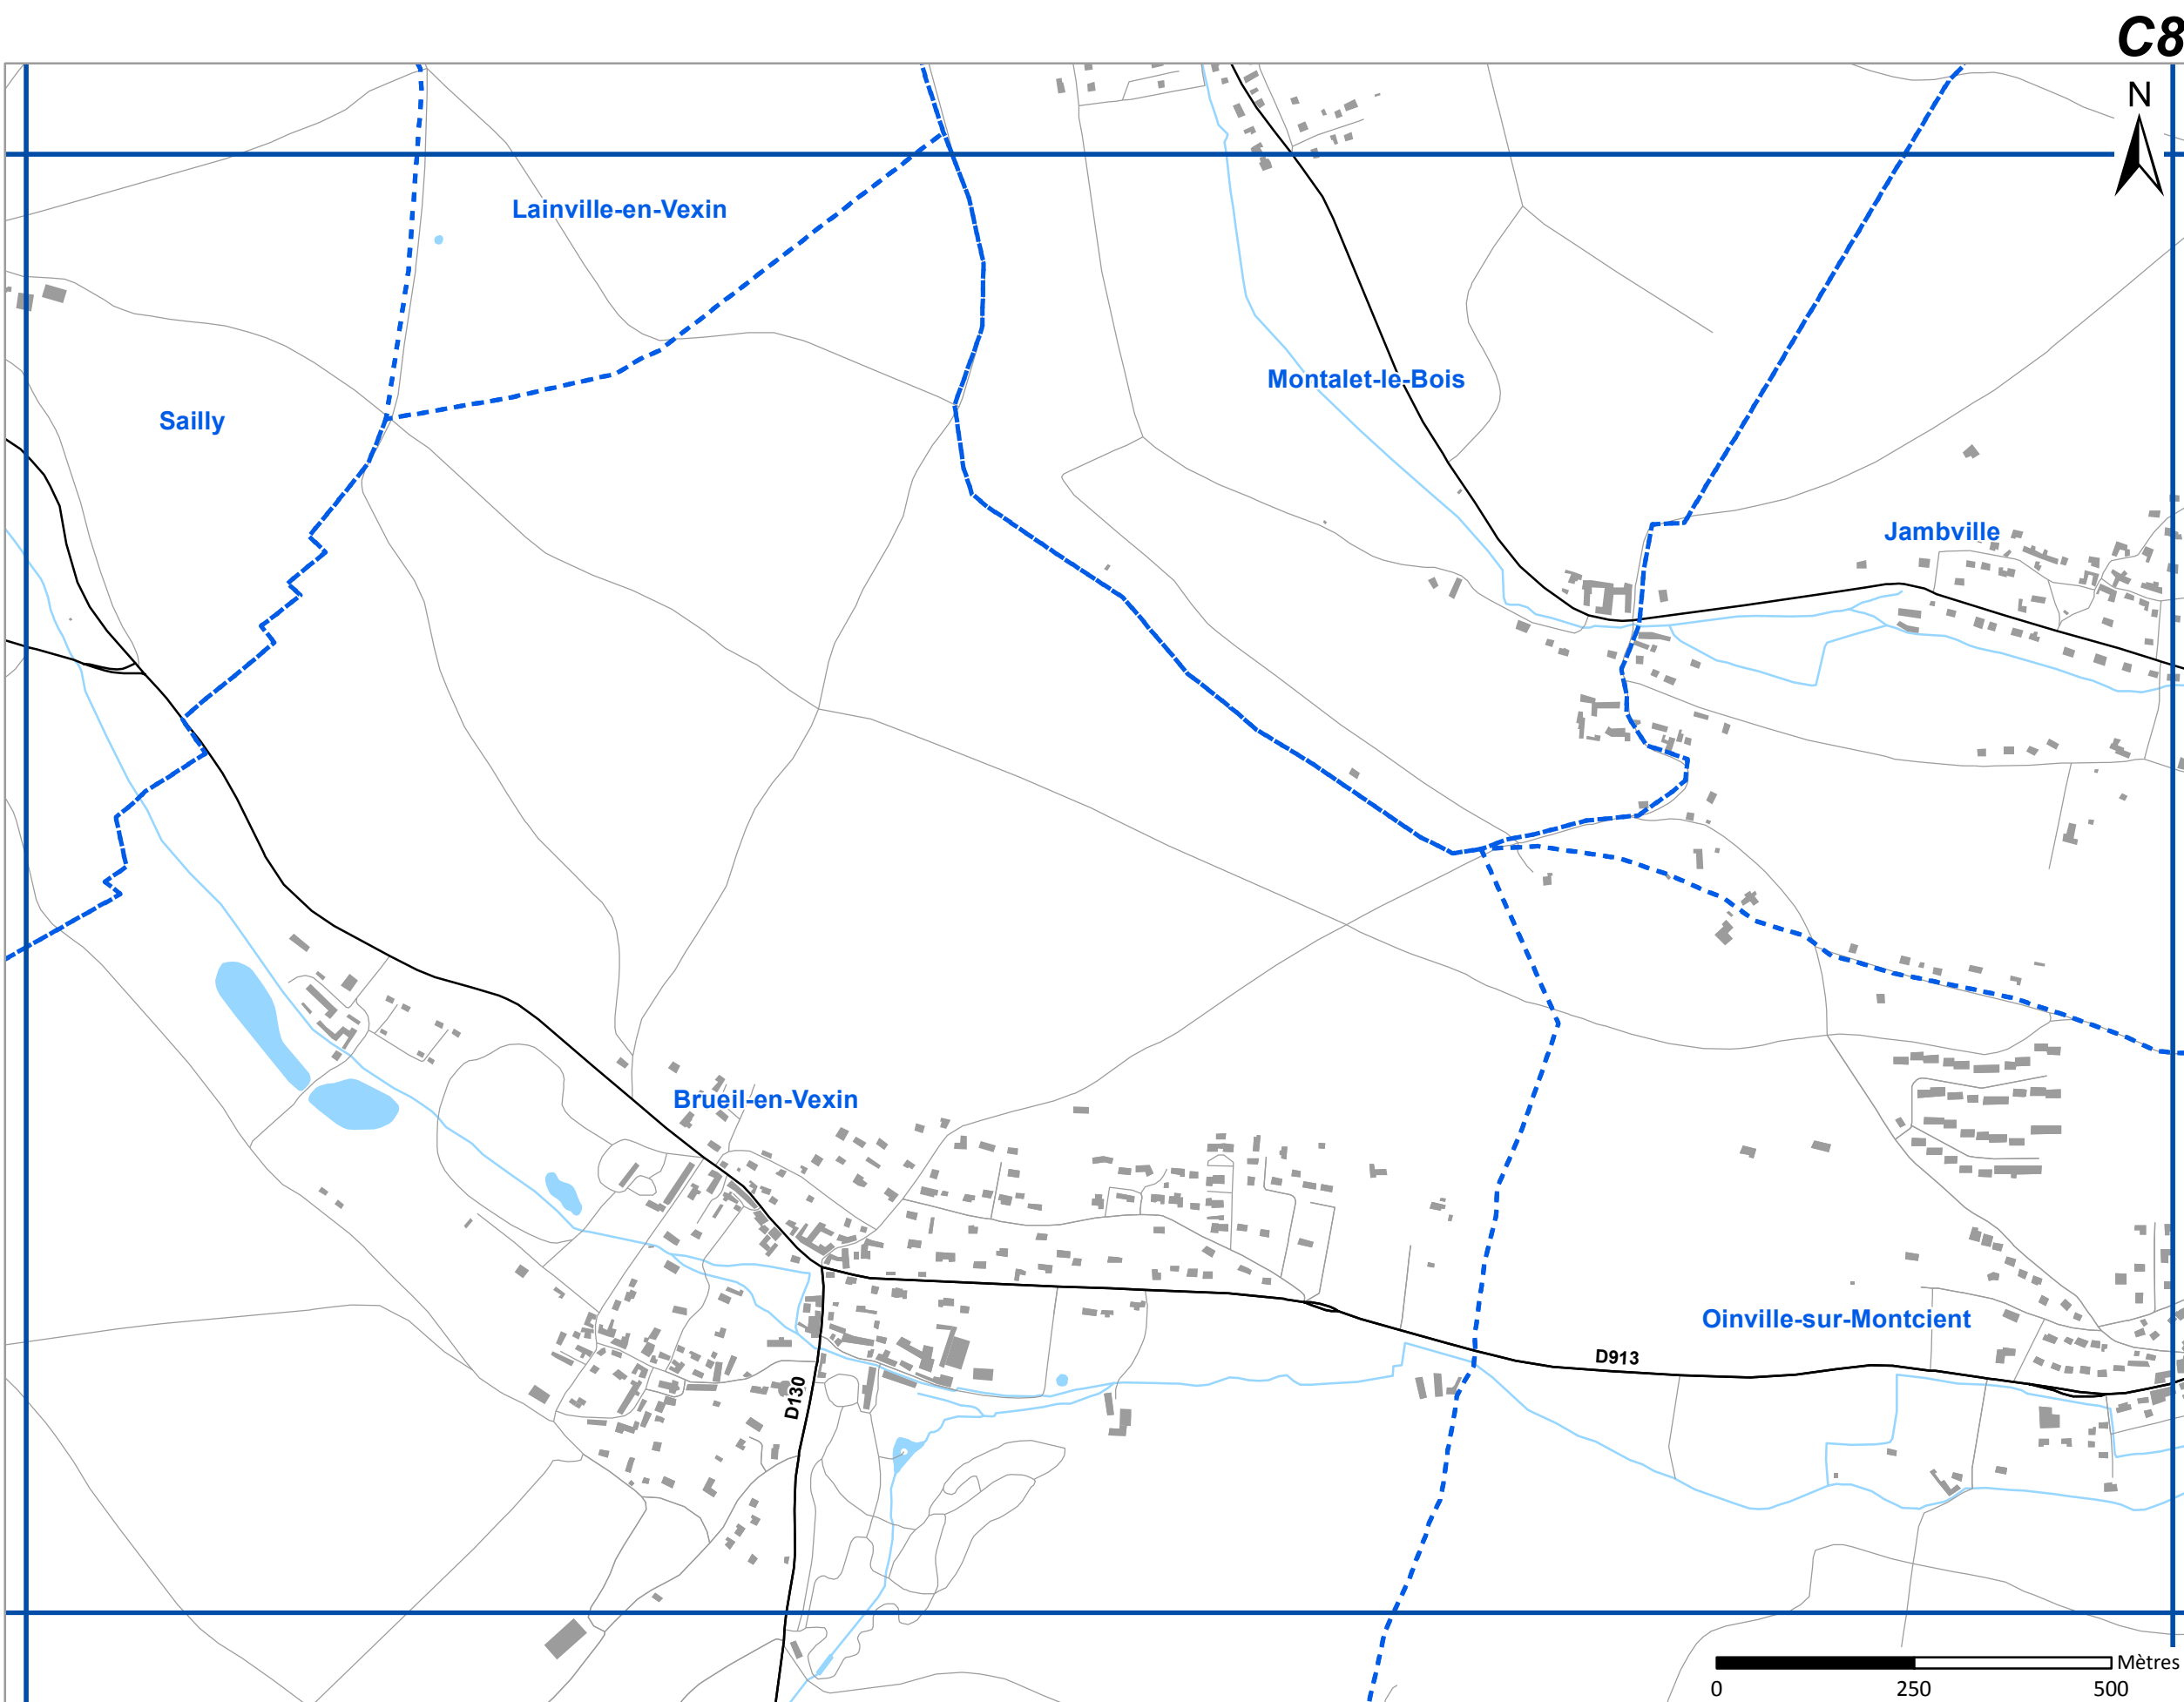 C8
N
Lainville-en-Vexin
Montalet-le-Bois
Sailly
Jambville
Brueil-en-Vexin
Oinville-sur-Montcient
D913
D130
Mètres
0 250 500